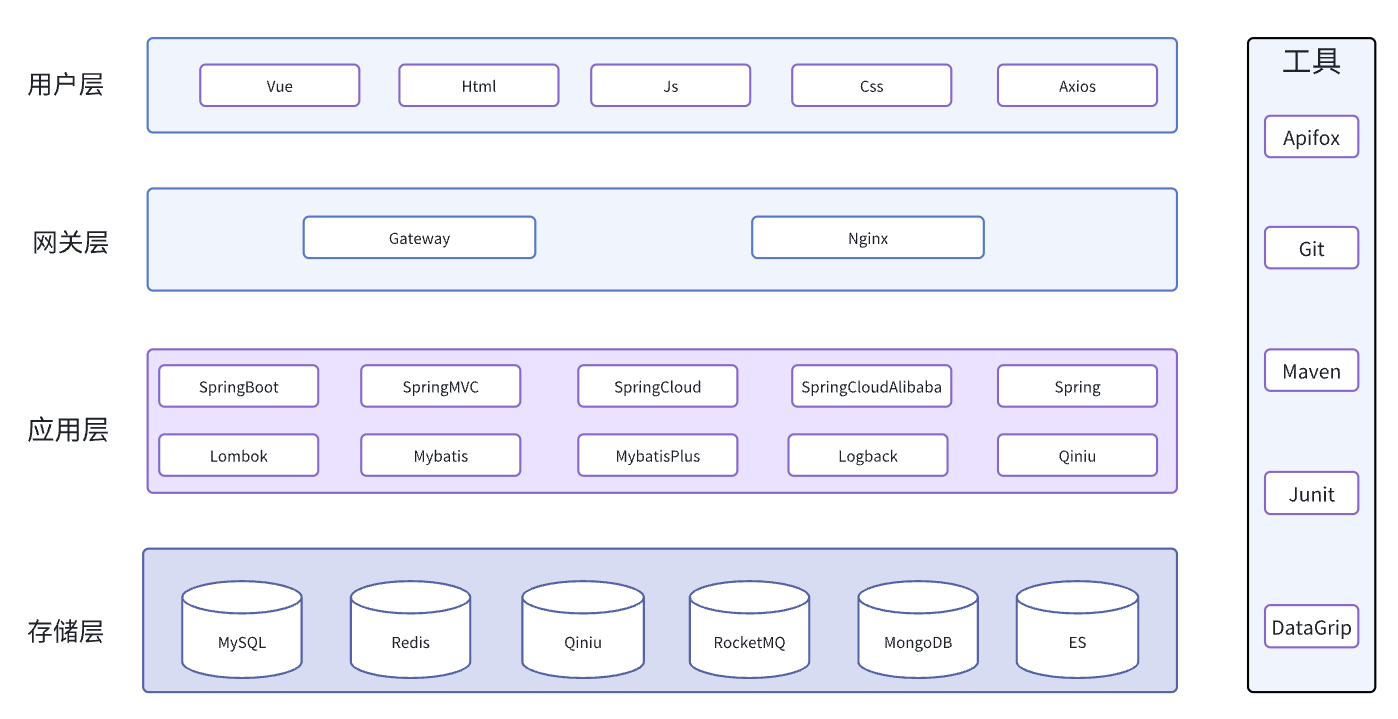 用户层
Vue
Html
Js
Css
Axios
网关层
Gateway
Nginx
应用层
SpringBoot
SpringMVC
SpringCloud
SpringCloudAlibaba
Spring
Lombok
Mybatis
MybatisPlus
Logback
Qiniu
存储层
MySQL
Redis
Qiniu
RocketMQ
MongoDB
ES
工具
Apifox
Git
Maven
Junit
DataGrip